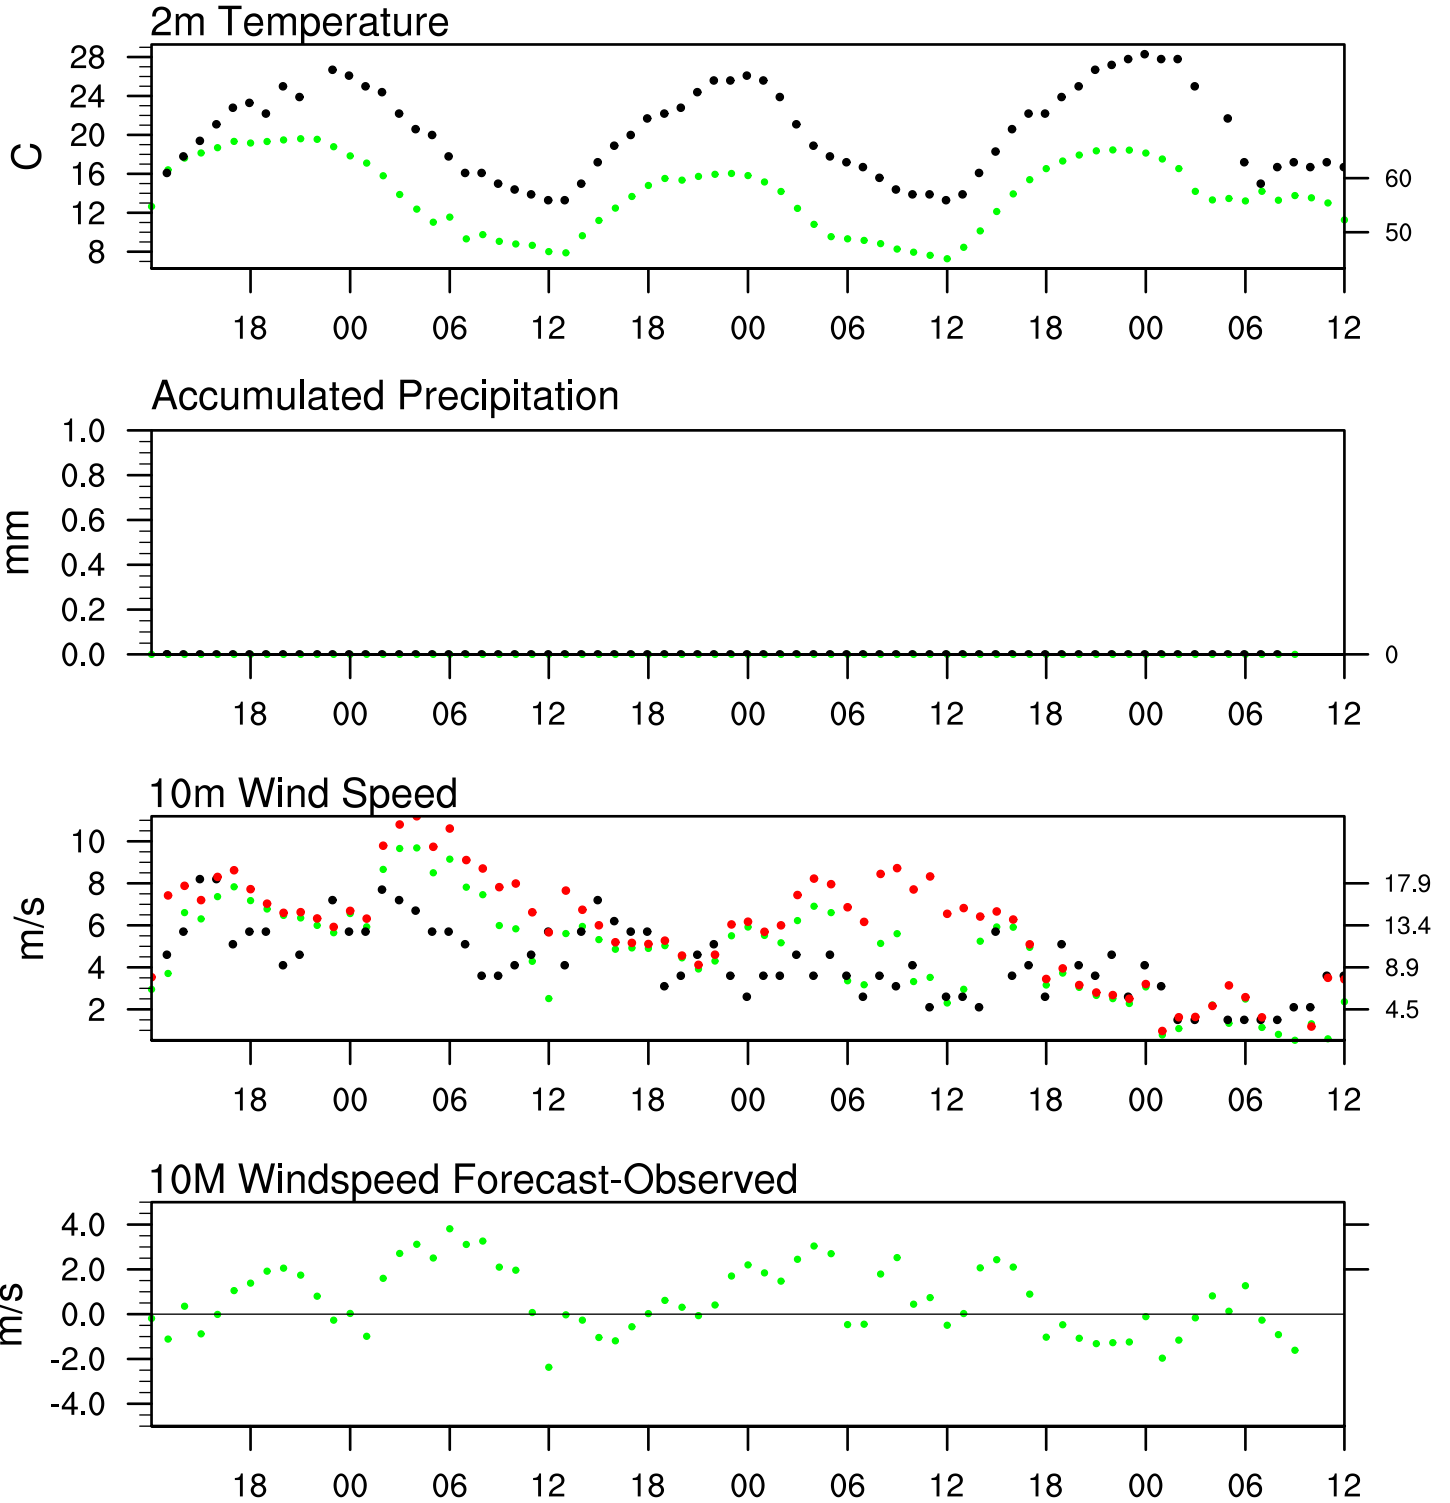 2m Temperature
28
24
20
16
12
8
C
60
50
18 00 06 12 18 00 06 12 18 00 06 12
Accumulated Precipitation
1.0
0.8
0.6
0.4
0.2
0.0
mm
0
18 00 06 12 18 00 06 12 18 00 06 12
10m Wind Speed
10
8
6
4
2
m/s
17.9
13.4
8.9
4.5
18 00 06 12 18 00 06 12 18 00 06 12
10M Windspeed Forecast-Observed
4.0
2.0
0.0
-2.0
-4.0
m/s
18 00 06 12 18 00 06 12 18 00 06 12